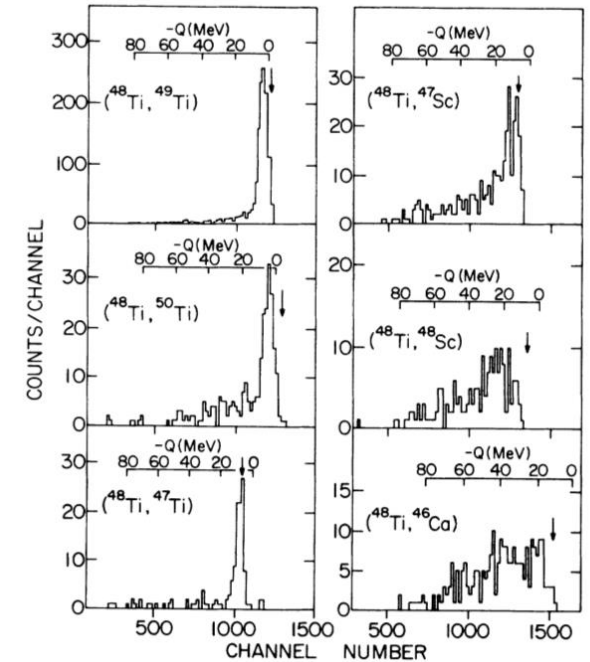 COUNTS/CHANNEL
-Q(MeV)
80 60 40 20 0
300
200
100
0
(48Ti, 49Ti)
-Q(MeV)
80 60 40 20 0
30
20
10
0
(48Ti, 47Sc)
-Q(MeV)
80 60 40 20 0
30
20
10
0
(48Ti, 50Ti)
-Q(MeV)
80 60 40 20 0
20
10
0
(48Ti, 48Sc)
-Q(MeV)
80 60 40 20 0
30
20
10
0
(48Ti, 47Ti)
500 1000 1500
-Q(MeV)
80 60 40 20 0
15
10
5
0
(48Ti, 46Ca)
500 1000 1500
CHANNEL NUMBER